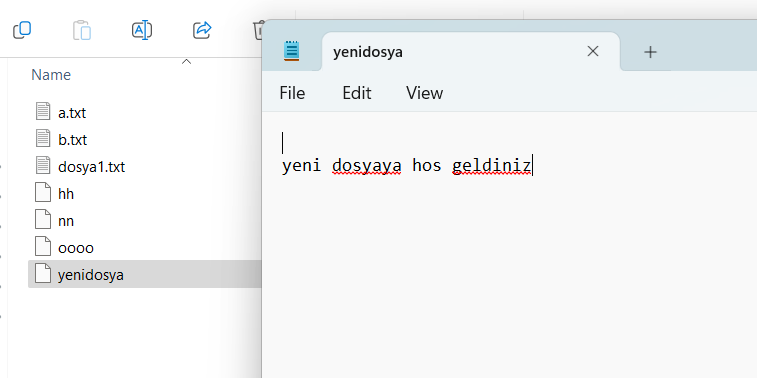 yenidosya
File Edit View
Name
a.txt
b.txt
dosya1.txt
hh
nn
oooo
yenidosya
yeni dosyaya hos geldiniz